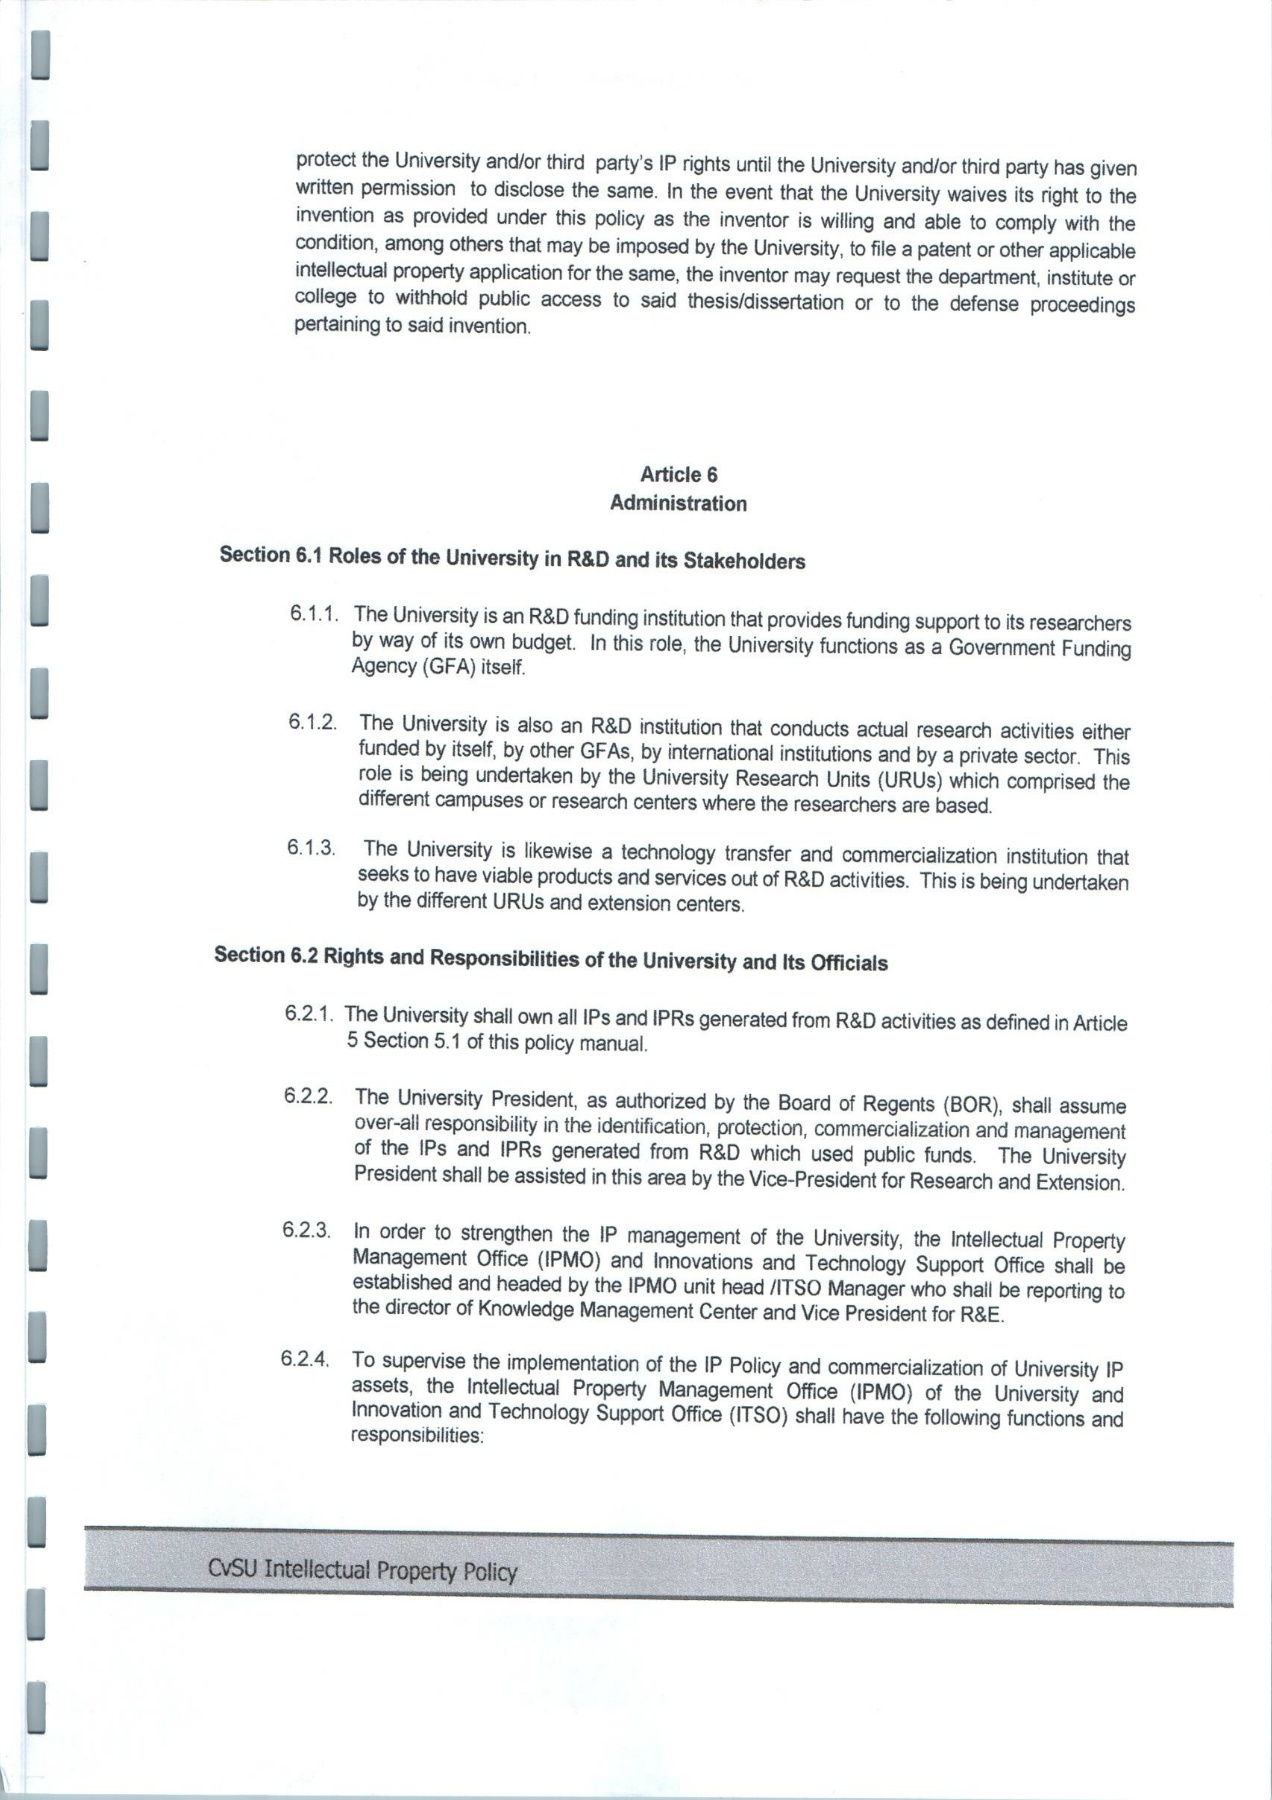 protect the University and/or third party's IP rights until the University and/or third party has given
written permission to disclose the same. In the event that the University waives its right to the
invention as provided under this policy as the inventor is willing and able to comply with the
condition, among others that may be imposed by the University, to file a patent or other applicable
intellectual property application for the same, the inventor may request the department, institute or
college to withhold public access to said thesis/dissertation or to the defense proceedings
pertaining to said invention.
Article 6
Administration
Section 6.1 Roles of the University in R&D and its Stakeholders
6.1.1. The University is an R&D funding institution that provides funding support to its researchers
by way of its own budget. In this role, the University functions as a Government Funding
Agency (GFA) itself.
6.1.2. The University is also an R&D institution that conducts actual research activities either
funded by itself, by other GFAs, by international institutions and by a private sector. This
role is being undertaken by the University Research Units (URUs) which comprised the
different campuses or research centers where the researchers are based.
6.1.3. The University is likewise a technology transfer and commercialization institution that
seeks to have viable products and services out of R&D activities. This is being undertaken
by the different URUs and extension centers.
Section 6.2 Rights and Responsibilities of the University and Its Officials
6.2.1. The University shall own all IPs and IPRs generated from R&D activities as defined in Article
5 Section 5.1 of this policy manual.
6.2.2. The University President, as authorized by the Board of Regents (BOR), shall assume
over-all responsibility in the identification, protection, commercialization and management
of the IPs and IPRs generated from R&D which used public funds. The University
President shall be assisted in this area by the Vice-President for Research and Extension.
6.2.3. In order to strengthen the IP management of the University, the Intellectual Property
Management Office (IPMO) and Innovations and Technology Support Office shall be
established and headed by the IPMO unit head /ITSO Manager who shall be reporting to
the director of Knowledge Management Center and Vice President for R&E.
6.2.4. To supervise the implementation of the IP Policy and commercialization of University IP
assets, the Intellectual Property Management Office (IPMO) of the University and
Innovation and Technology Support Office (ITSO) shall have the following functions and
responsibilities:
CvSU Intellectual Property Policy